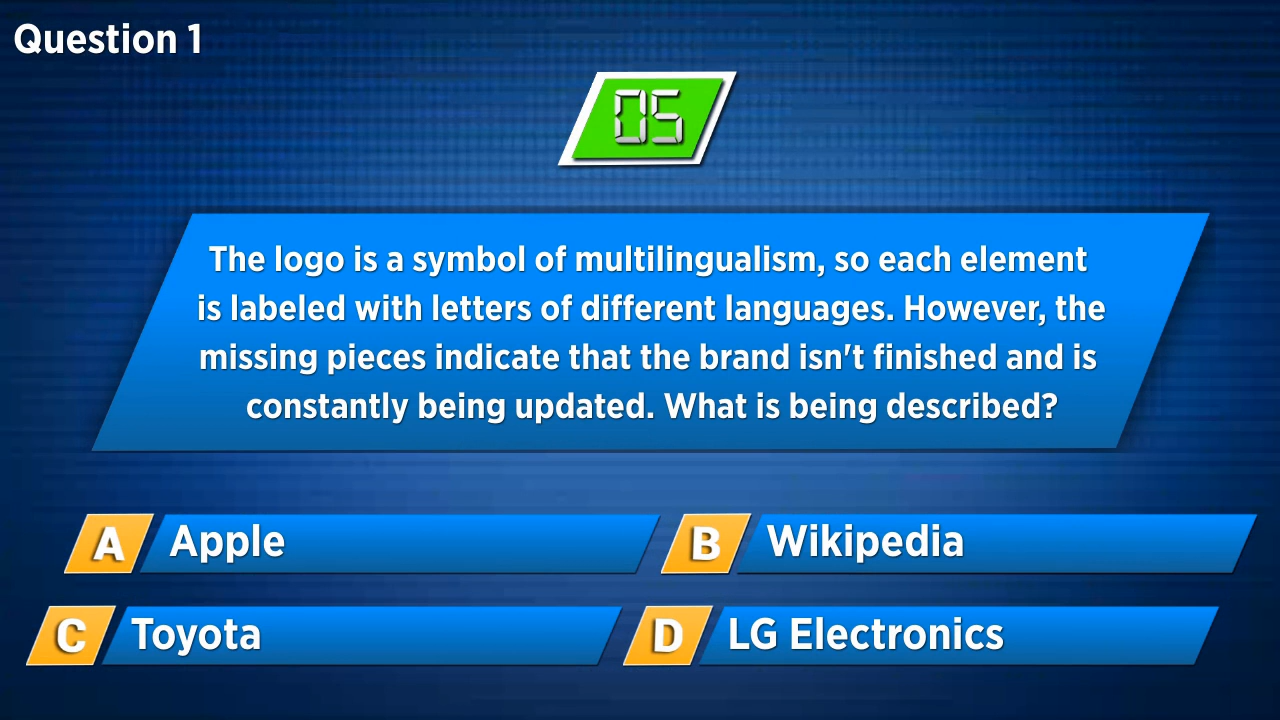 Question 1
05
The logo is a symbol of multilingualism, so each element
is labeled with letters of different languages. However, the
missing pieces indicate that the brand isn't finished and is
constantly being updated. What is being described?
A Apple
B Wikipedia
C Toyota
D LG Electronics